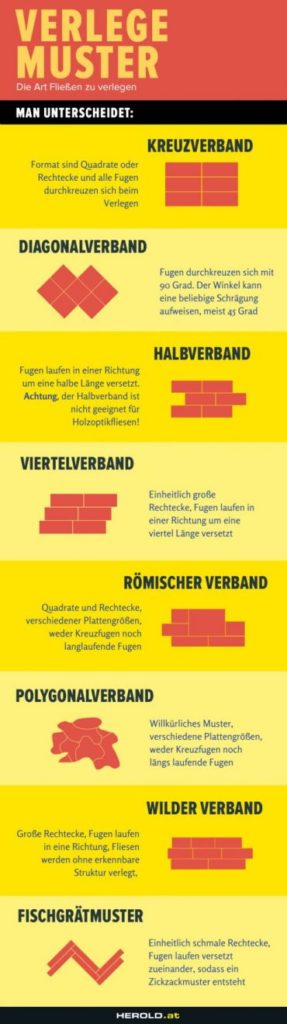 VERLEGE
MUSTER
Die Art Fließen zu verlegen
MAN UNTERSCHEIDET:
KREUZVERBAND
Format sind Quadrate oder
Rechtecke und alle Fugen
durchkreuzen sich beim
Verlegen
DIAGONALVERBAND
Fugen durchkreuzen sich mit
90 Grad. Der Winkel kann
eine beliebige Schrägung
aufweisen, meist 45 Grad
HALBVERBAND
Fugen laufen in einer Richtung
um eine halbe Länge versetzt.
Achtung, der Halbverband ist
nicht geeignet für
Holzoptikfliesen!
VIERTELVERBAND
Einheitlich große
Rechtecke, Fugen laufen in
einer Richtung um eine
viertel Länge versetzt
RÖMISCHER VERBAND
Quadrate und Rechtecke,
verschiedener Plattengrößen,
weder Kreuzfugen noch
langlaufende Fugen
POLYGONALVERBAND
Willkürliches Muster,
verschiedene Plattengrößen,
weder Kreuzfugen noch
längs laufende Fugen
WILDER VERBAND
Große Rechtecke, Fugen laufen
in eine Richtung, Fliesen
werden ohne erkennbare
Struktur verlegt,
FISCHGRÄTMUSTER
Einheitlich schmale Rechtecke,
Fugen laufen versetzt
zueinander, sodass ein
Zickzackmuster entsteht
HEROLD.at